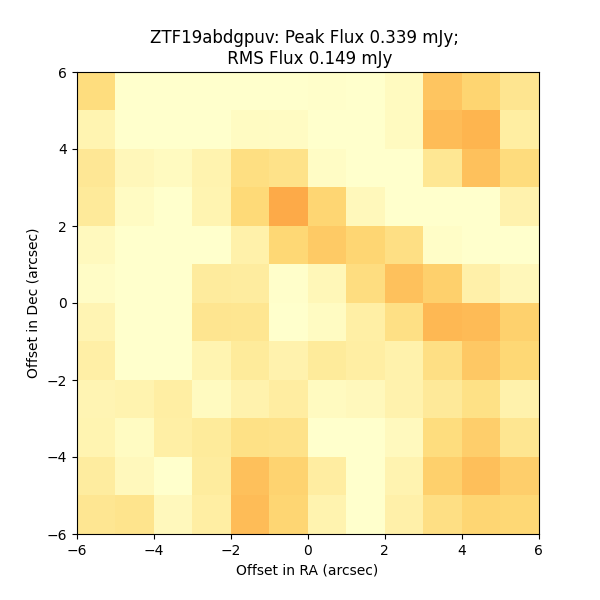 ZTF19abdgpuv: Peak Flux 0.339 mJy;
RMS Flux 0.149 mJy
6
4
2
0
−2
−4
−6
Offset in Dec (arcsec)
−6 −4 −2 0 2 4 6
Offset in RA (arcsec)